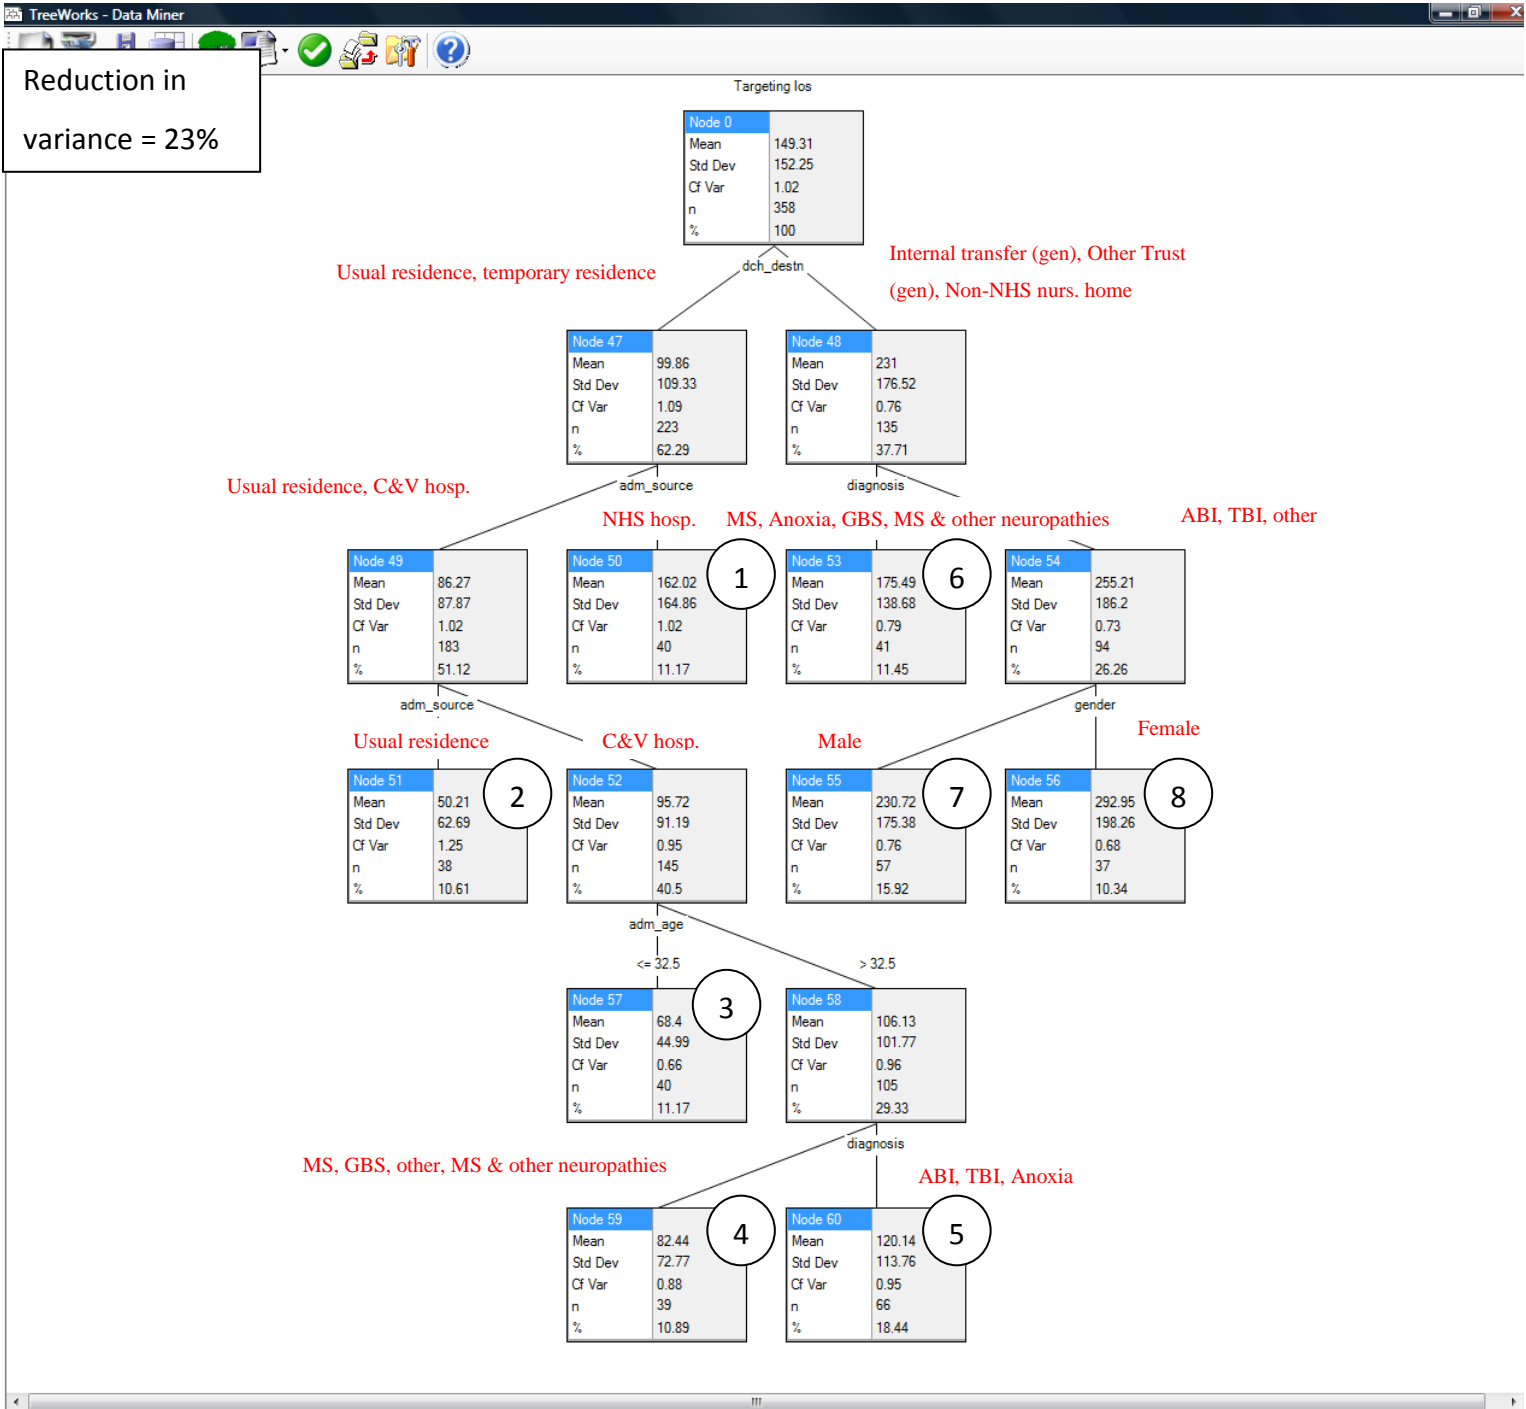 TreeWorks - Data Miner
Reduction in
variance = 23%
Targeting los
Node 0
Mean 149.31
Std Dev 152.25
Cf Var 1.02
n 358
% 100
dch_destn
Usual residence, temporary residence
Internal transfer (gen), Other Trust
(gen), Non-NHS nurs. home
Node 47
Mean 99.86
Std Dev 109.33
Cf Var 1.09
n 223
% 62.29
Node 48
Mean 231
Std Dev 176.52
Cf Var 0.76
n 135
% 37.71
adm_source
diagnosis
Usual residence, C&V hosp.
NHS hosp.
MS, Anoxia, GBS, MS & other neuropathies
ABI, TBI, other
Node 49
Mean 86.27
Std Dev 87.87
Cf Var 1.02
n 183
% 51.12
Node 50
Mean 162.02
Std Dev 164.86
Cf Var 1.02
n 40
% 11.17
1
Node 53
Mean 175.49
Std Dev 138.68
Cf Var 0.79
n 41
% 11.45
6
Node 54
Mean 255.21
Std Dev 186.2
Cf Var 0.73
n 94
% 26.26
adm_source
gender
Usual residence
C&V hosp.
Male
Female
Node 51
Mean 50.21
Std Dev 62.69
Cf Var 1.25
n 38
% 10.61
2
Node 52
Mean 95.72
Std Dev 91.19
Cf Var 0.95
n 145
% 40.5
Node 55
Mean 230.72
Std Dev 175.38
Cf Var 0.76
n 57
% 15.92
7
Node 56
Mean 292.95
Std Dev 198.26
Cf Var 0.68
n 37
% 10.34
8
adm_age
<= 32.5
> 32.5
Node 57
Mean 68.4
Std Dev 44.99
Cf Var 0.66
n 40
% 11.17
3
Node 58
Mean 106.13
Std Dev 101.77
Cf Var 0.96
n 105
% 29.33
diagnosis
MS, GBS, other, MS & other neuropathies
ABI, TBI, Anoxia
Node 59
Mean 82.44
Std Dev 72.77
Cf Var 0.88
n 39
% 10.89
4
Node 60
Mean 120.14
Std Dev 113.76
Cf Var 0.95
n 66
% 18.44
5